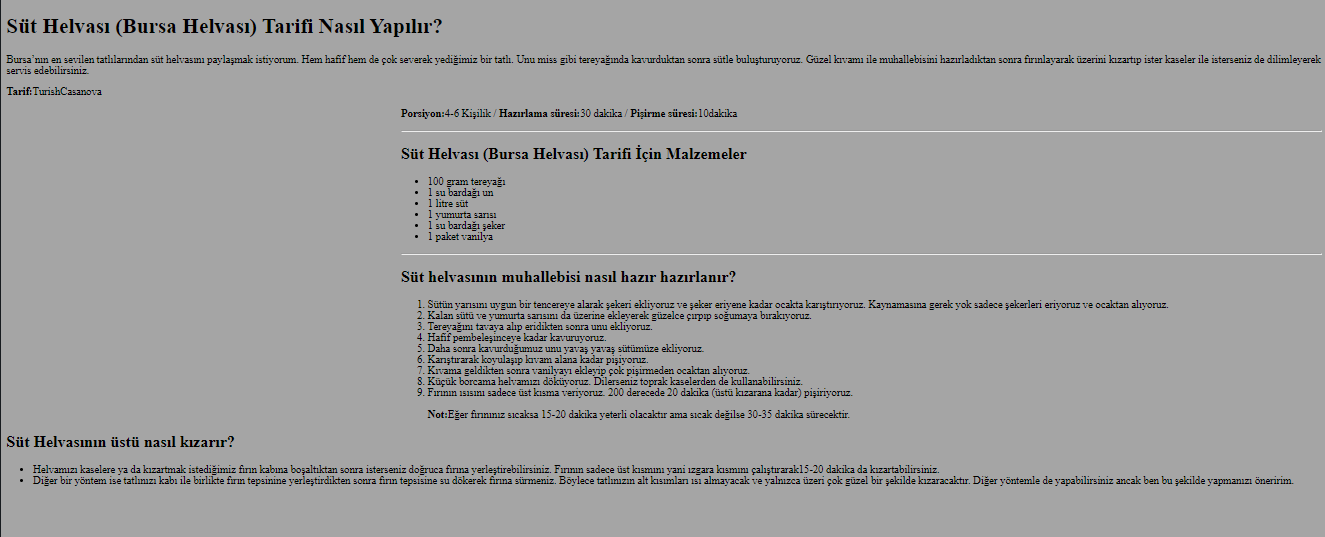 Süt Helvası (Bursa Helvası) Tarifi Nasıl Yapılır?
Bursa'nın en sevilen tatlılarından süt helvasını paylaşmak istiyorum. Hem hafif hem de çok severek yediğimiz bir tatlı. Unu miss gibi tereyağında kavurduktan sonra sütle buluşturuyoruz. Güzel kıvamı ile muhallebisini hazırladıktan sonra fırınlayarak üzerini kızartıp ister kaseler ile isterseniz de dilimleyerek
servis edebilirsiniz.
Tarif:TurishCasanova
Porsiyon:4-6 Kişilik / Hazırlama süresi:30 dakika / Pişirme süresi:10dakika
Süt Helvası (Bursa Helvası) Tarifi İçin Malzemeler
• 100 gram tereyağı
• 1 su bardağı un
• 1 litre süt
• 1 yumurta sarısı
• 1 su bardağı şeker
• 1 paket vanilya
Süt helvasının muhallebisi nasıl hazır hazırlanır?
1. Sütün yarısını uygun bir tencereye alarak şekeri ekliyoruz ve şeker eriyene kadar ocakta karıştırıyoruz. Kaynamasına gerek yok sadece şekerleri eriyoruz ve ocaktan alıyoruz.
2. Kalan sütü ve yumurta sarısını da üzerine ekleyerek güzelce çırpıp soğumaya bırakıyoruz.
3. Tereyağını tavaya alıp eridikten sonra unu ekliyoruz.
4. Hafif pembeleşinceye kadar kavuruyoruz.
5. Daha sonra kavurduğumuz unu yavaş yavaş sütümüze ekliyoruz.
6. Karıştırarak koyulaşıp kıvam alana kadar pişiyoruz.
7. Kıvama geldikten sonra vanilyayı ekleyip çok pişirmeden ocaktan alıyoruz.
8. Küçük borcama helvamızı döküyoruz. Dilerseniz toprak kaselerden de kullanabilirsiniz.
9. Fırının ısısını sadece üst kısma veriyoruz. 200 derecede 20 dakika (üstü kızarana kadar) pişiriyoruz.
Not:Eğer fırınınız sıcaksa 15-20 dakika yeterli olacaktır ama sıcak değilse 30-35 dakika sürecektir.
Süt Helvasının üstü nasıl kızarır?
• Helvamızı kaselere ya da kızartmak istediğimiz fırın kabına boşalttıktan sonra isterseniz doğruca fırına yerleştirebilirsiniz. Fırının sadece üst kısmını yani ızgara kısmını çalıştırarak15-20 dakika da kızartabilirsiniz.
• Diğer bir yöntem ise tatlınızı kabı ile birlikte fırın tepsinine yerleştirdikten sonra fırın tepsisine su dökerek fırına sürmeniz. Böylece tatlınızın alt kısımları ısı almayacak ve yalnızca üzeri çok güzel bir şekilde kızaracaktır. Diğer yöntemle de yapabilirsiniz ancak ben bu şekilde yapmanızı öneririm.